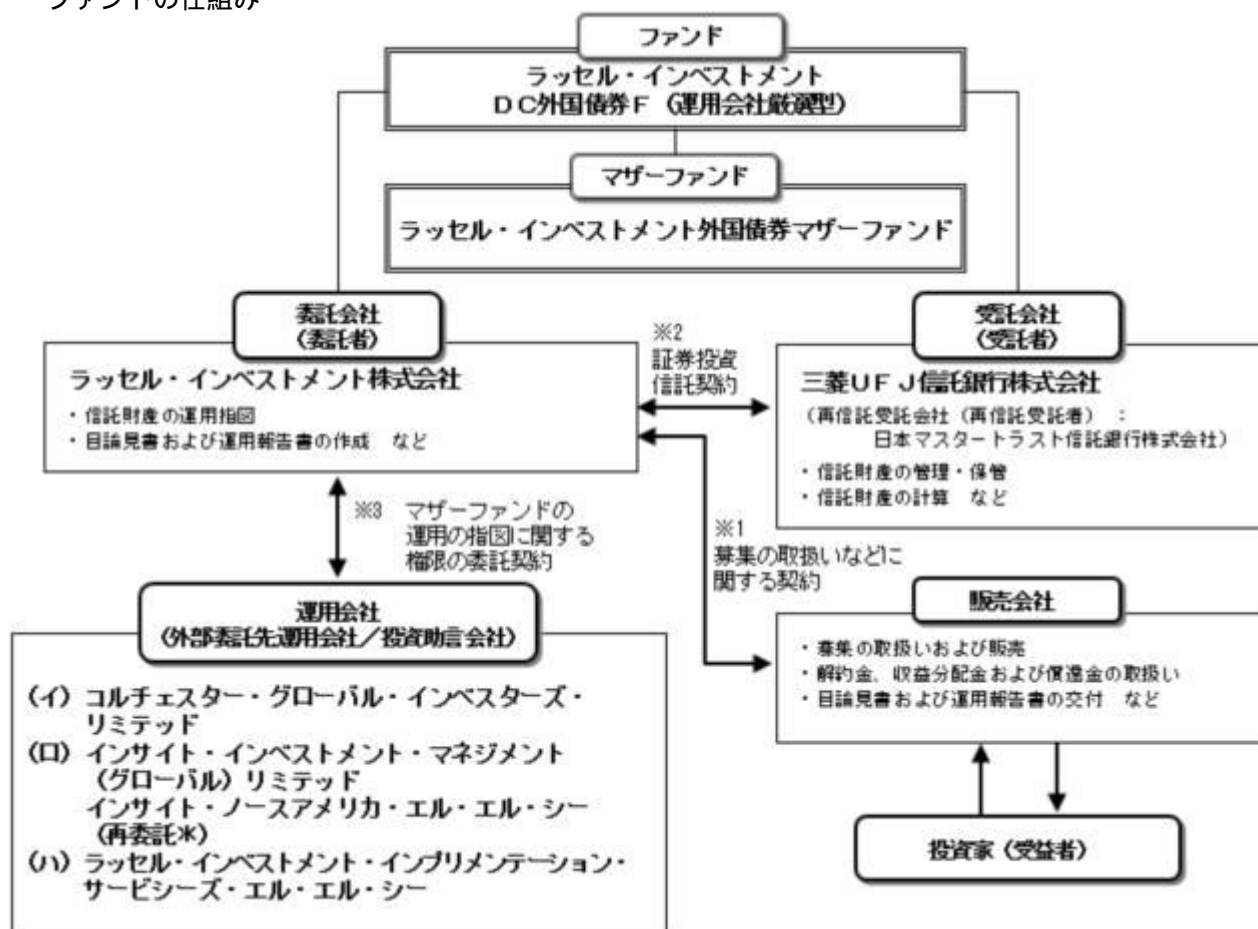 ファンドの仕組み
ファンド
ラッセル・インベストメント
DC外国債券F(運用会社厳選型)
マザーファンド
ラッセル・インベストメント外国債券マザーファンド
委託会社
(委託者)
ラッセル・インベストメント株式会社
・信託財産の運用指図
・目論見書および運用報告書の作成 など
※2
証券投資
信託契約
受託会社
(受託者)
三菱UFJ信託銀行株式会社
(再信託受託会社(再信託受託者) :
日本マスタートラスト信託銀行株式会社)
・信託財産の管理・保管
・信託財産の計算 など
※3 マザーファンドの
運用の指図に関する
権限の委託契約
※1
募集の取扱いなどに
関する契約
運用会社
(外部委託先運用会社/投資助言会社)
(イ) コルチェスター・グローバル・インベスターズ・
リミテッド
(ロ) インサイト・インベストメント・マネジメント
(グローバル) リミテッド
インサイト・ノースアメリカ・エル・エル・シー
(再委託*)
(ハ) ラッセル・インベストメント・インプリメンテーション・
サービシーズ・エル・エル・シー
販売会社
・募集の取扱いおよび販売
・解約金、収益分配金および償還金の取扱い
・目論見書および運用報告書の交付 など
投資家(受益者)